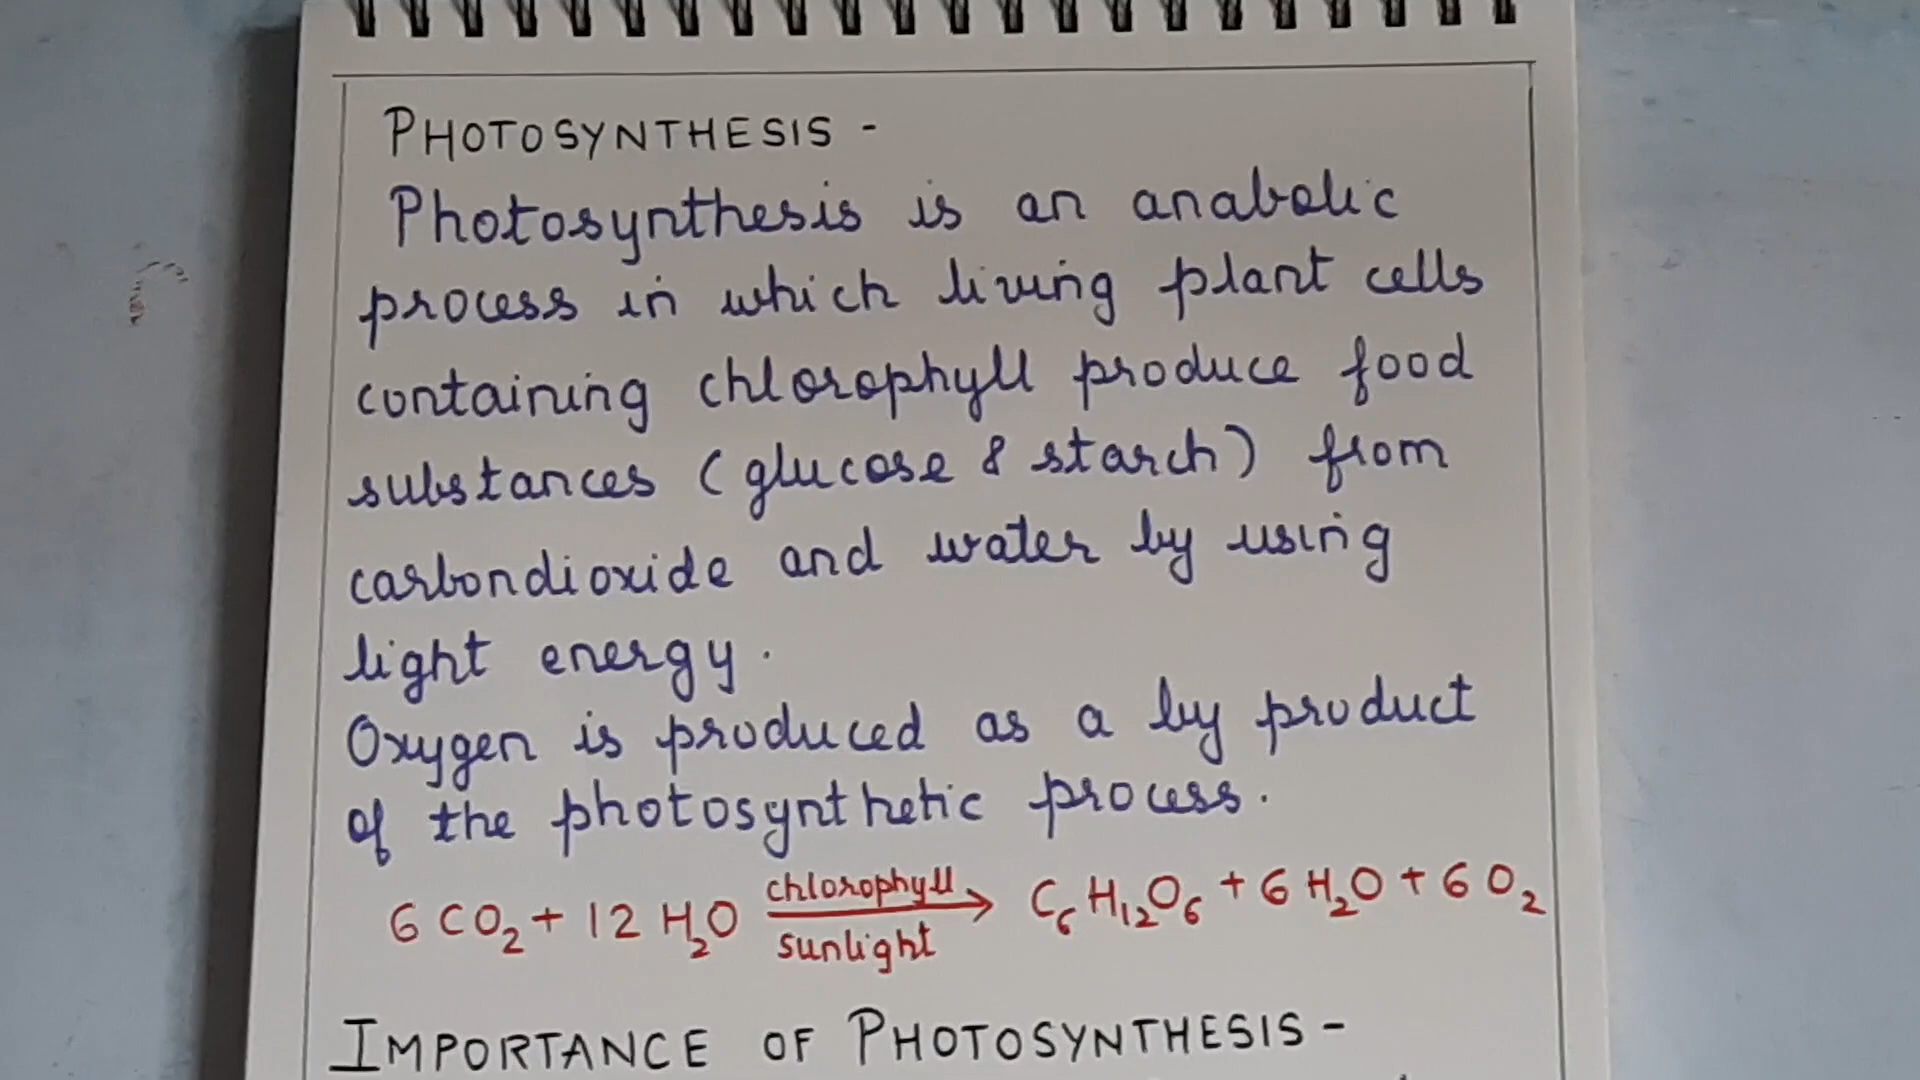 PHOTOSYNTHESIS -
Photosynthesis is an anabolic
process in which living plant cells
containing chlorophyll produce food
substances (glucose & starch) from
carbondioxide and water by using
light energy.
Oxygen is produced as a by product
of the photosynthetic process.
6 CO₂ + 12 H₂O chlorophyll sunlight → C₆H₁₂O₆ + 6 H₂O + 6 O₂
IMPORTANCE OF PHOTOSYNTHESIS -